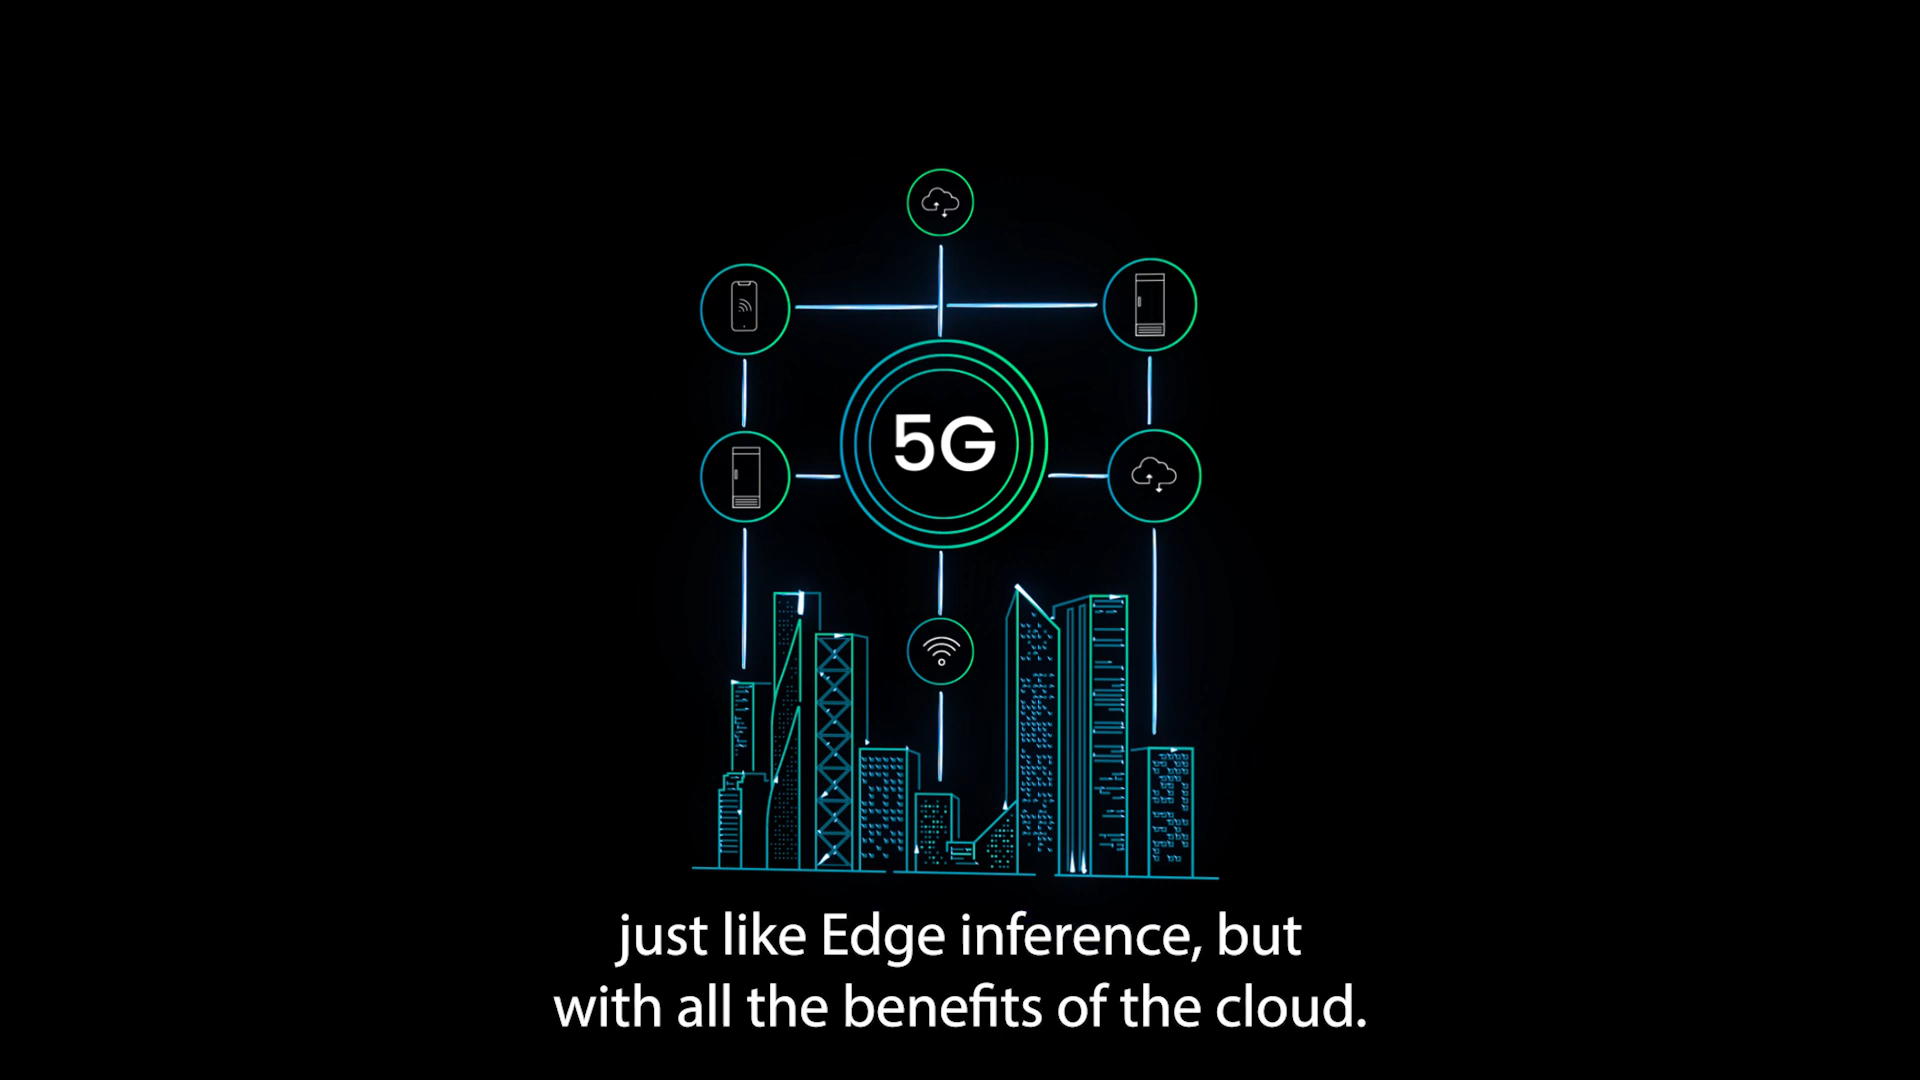 5G
just like Edge inference, but
with all the benefits of the cloud.